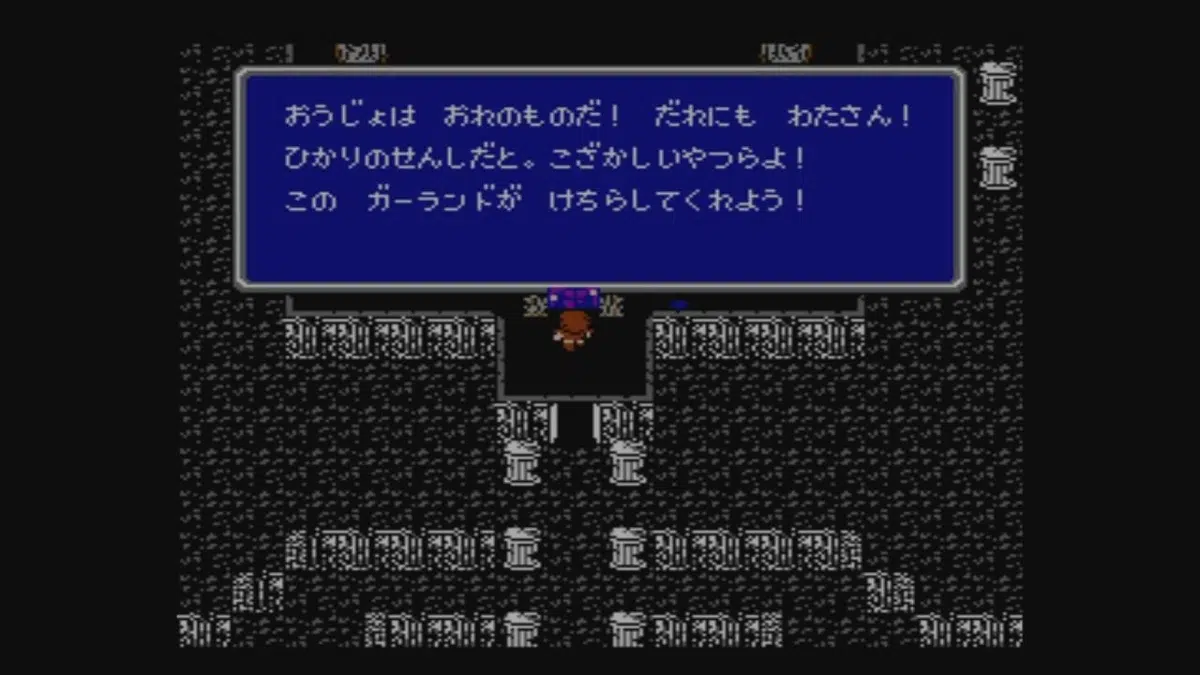 おうじょは　おれのものだ！　だれにも　わたさん！
ひかりのせんしだと。こざかしいやつらよ！
この　ガーランドが　けちらしてくれよう！